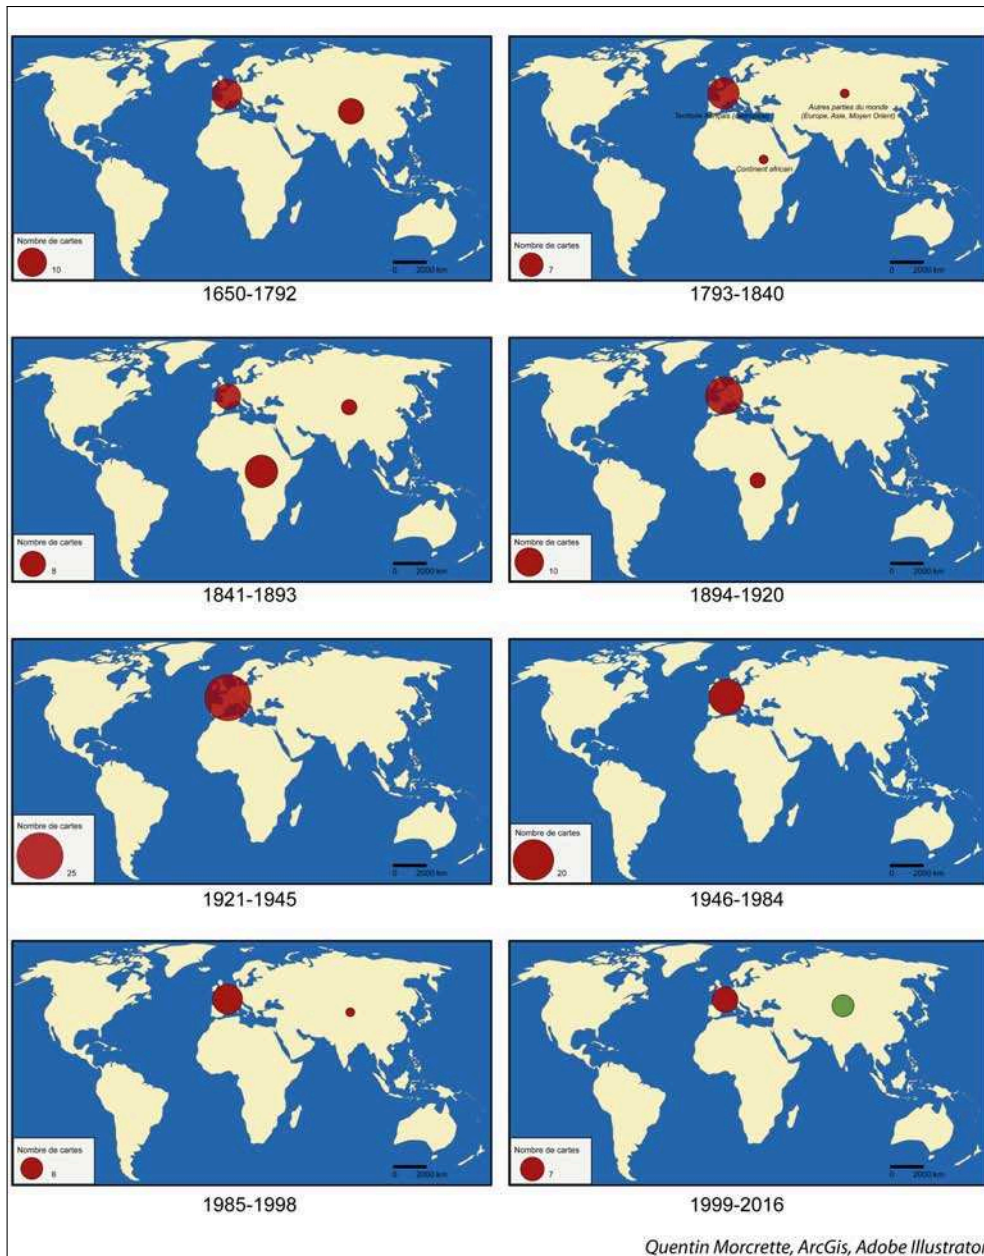 Territoire français
Autres parties du monde
(Europe, Asie, Moyen Orient)
Continent africain
Nombre de cartes
10
0 2000 km
1650-1792
Nombre de cartes
7
0 2000 km
1793-1840
Nombre de cartes
8
0 2000 km
1841-1893
Nombre de cartes
10
0 2000 km
1894-1920
Nombre de cartes
25
0 2000 km
1921-1945
Nombre de cartes
20
0 2000 km
1946-1984
Nombre de cartes
6
0 2000 km
1985-1998
Nombre de cartes
7
0 2000 km
1999-2016
Quentin Morcrette, ArcGis, Adobe Illustrator